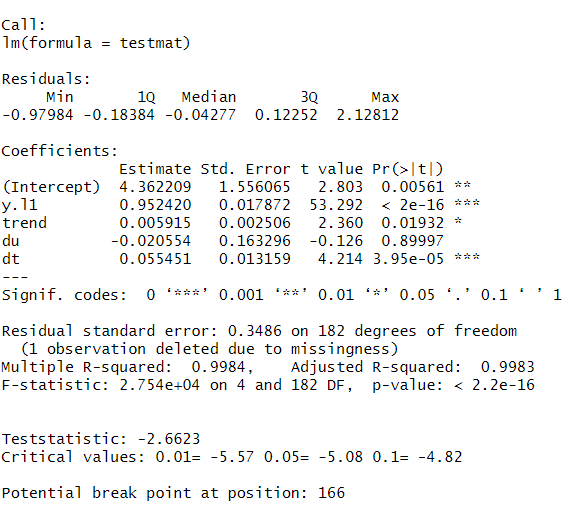 Call:
lm(formula = testmat)
Residuals:
Min 1Q Median 3Q Max
-0.97984 -0.18384 -0.04277 0.12252 2.12812
Coefficients:
Estimate Std. Error t value Pr(>|t|)
(Intercept) 4.362209 1.556065 2.803 0.00561 **
y.l1 0.952420 0.017872 53.292 < 2e-16 ***
trend 0.005915 0.002506 2.360 0.01932 *
du -0.020554 0.163296 -0.126 0.89997
dt 0.055451 0.013159 4.214 3.95e-05 ***
---
Signif. codes: 0 ‘***’ 0.001 ‘**’ 0.01 ‘*’ 0.05 ‘.’ 0.1 ‘ ’ 1
Residual standard error: 0.3486 on 182 degrees of freedom
(1 observation deleted due to missingness)
Multiple R-squared: 0.9984, Adjusted R-squared: 0.9983
F-statistic: 2.754e+04 on 4 and 182 DF, p-value: < 2.2e-16
Teststatistic: -2.6623
Critical values: 0.01= -5.57 0.05= -5.08 0.1= -4.82
Potential break point at position: 166